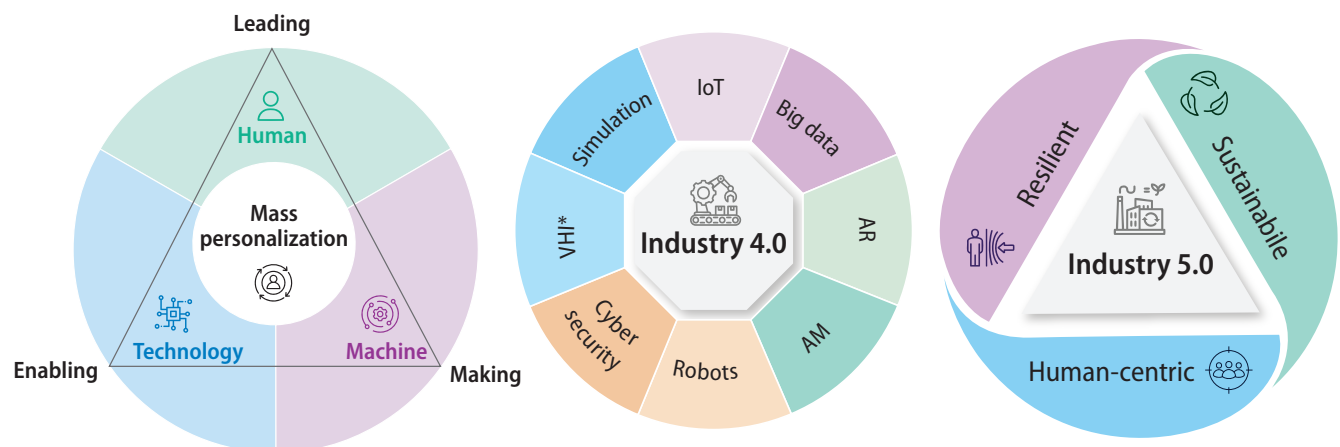 Leading
Human
Mass
personalization
Technology
Machine
Enabling
Making
IoT
Big data
AR
AM
Robots
Cyber
security
VHI*
Simulation
Industry 4.0
Resilient
Sustainabile
Human-centric
Industry 5.0